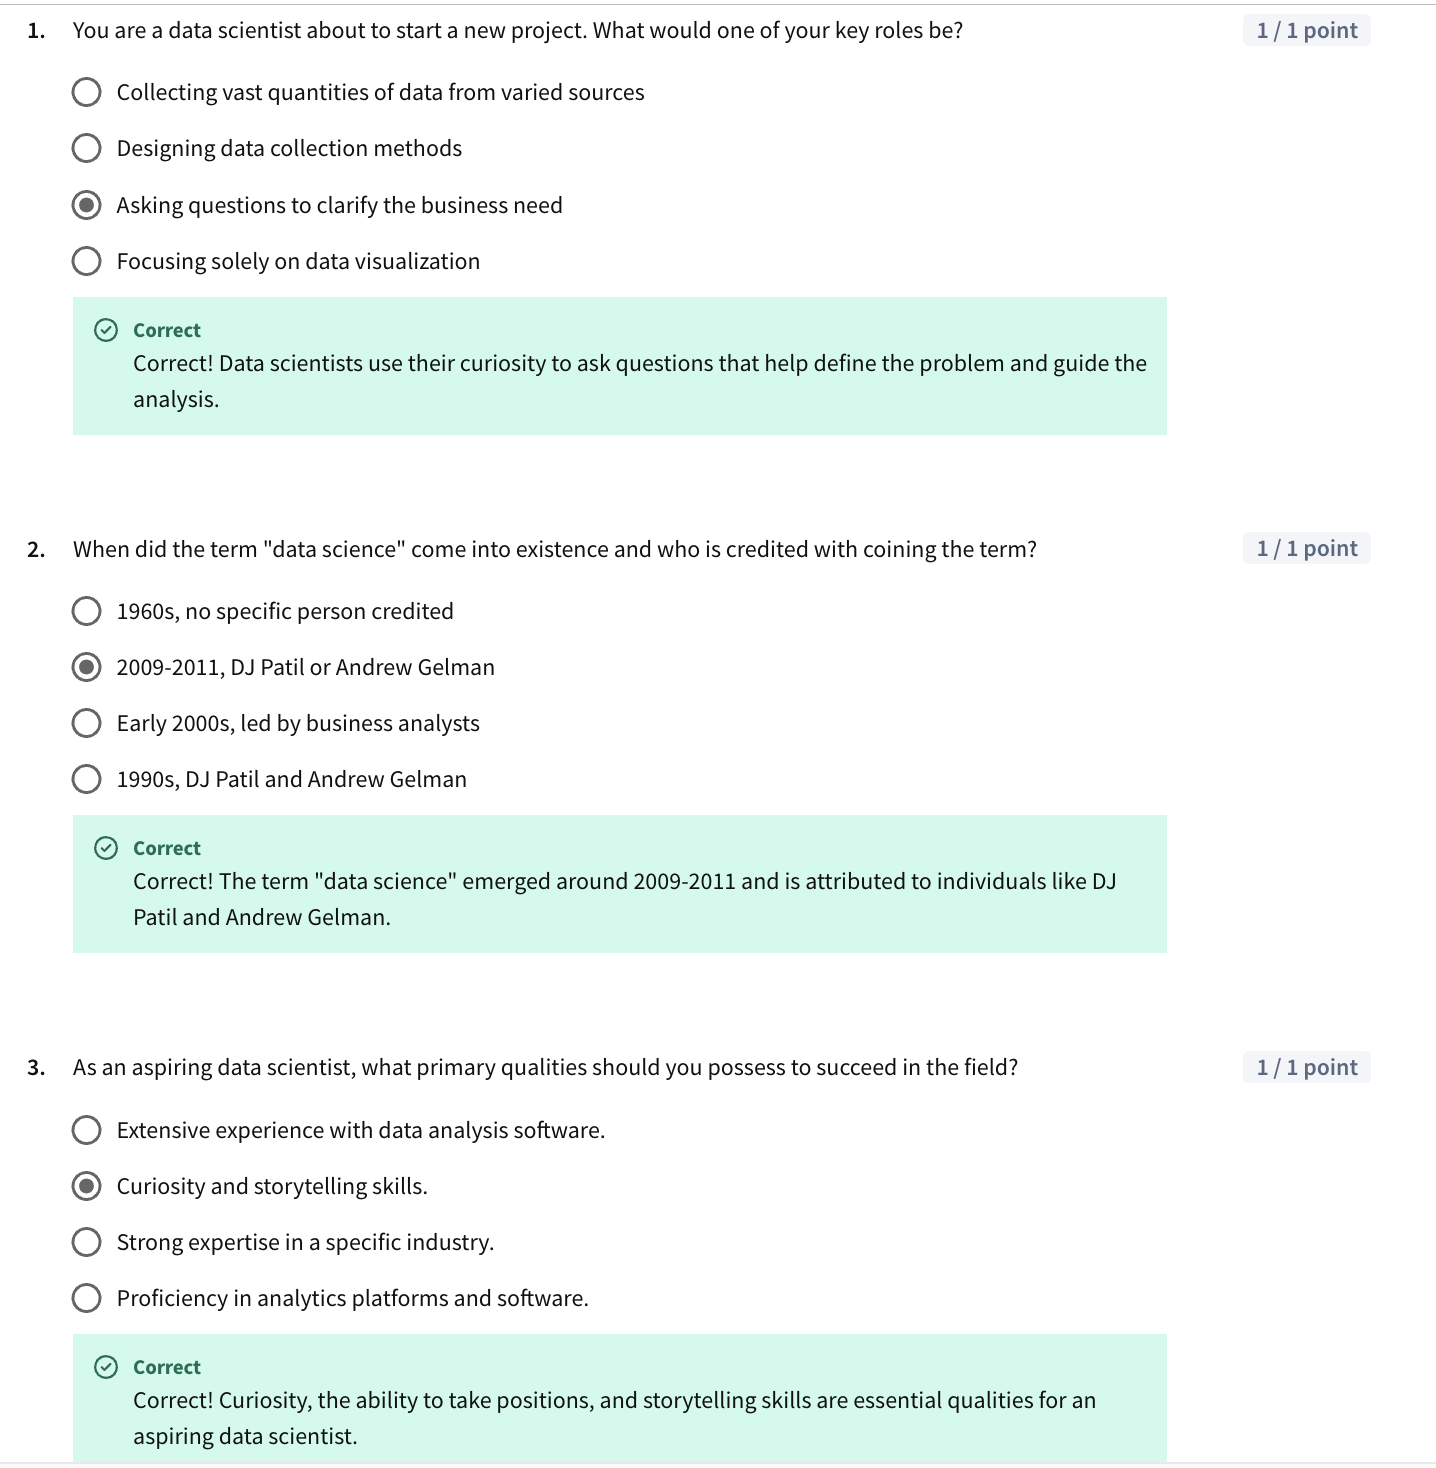 1. You are a data scientist about to start a new project. What would one of your key roles be? 1 / 1 point
Collecting vast quantities of data from varied sources
Designing data collection methods
Asking questions to clarify the business need
Focusing solely on data visualization
Correct
Correct! Data scientists use their curiosity to ask questions that help define the problem and guide the
analysis.
2. When did the term "data science" come into existence and who is credited with coining the term? 1 / 1 point
1960s, no specific person credited
2009-2011, DJ Patil or Andrew Gelman
Early 2000s, led by business analysts
1990s, DJ Patil and Andrew Gelman
Correct
Correct! The term "data science" emerged around 2009-2011 and is attributed to individuals like DJ
Patil and Andrew Gelman.
3. As an aspiring data scientist, what primary qualities should you possess to succeed in the field? 1 / 1 point
Extensive experience with data analysis software.
Curiosity and storytelling skills.
Strong expertise in a specific industry.
Proficiency in analytics platforms and software.
Correct
Correct! Curiosity, the ability to take positions, and storytelling skills are essential qualities for an
aspiring data scientist.